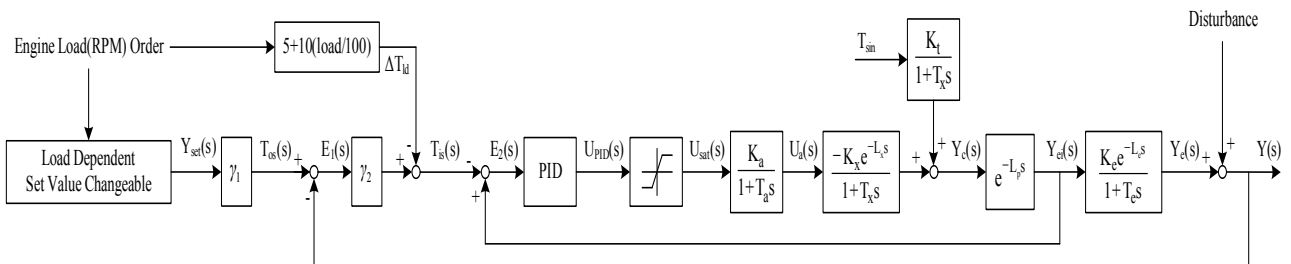 Engine Load(RPM) Order
5+10(load/100)
ΔT_ld
Disturbance
T_sin
K_t
1+T_x s
Load Dependent
Set Value Changeable
Y_set(s)
γ_1
T_os(s)
+
-
E_1(s)
γ_2
+
-
T_is(s)
-
+
E_2(s)
PID
U_PID(s)
U_sat(s)
K_a
1+T_a s
U_a(s)
-K_x e^{-L_x s}
1+T_x s
+
+
Y_c(s)
e^{-L_p s}
Y_ei(s)
K_e e^{-L_e s}
1+T_e s
Y_e(s)
+
+
Y(s)